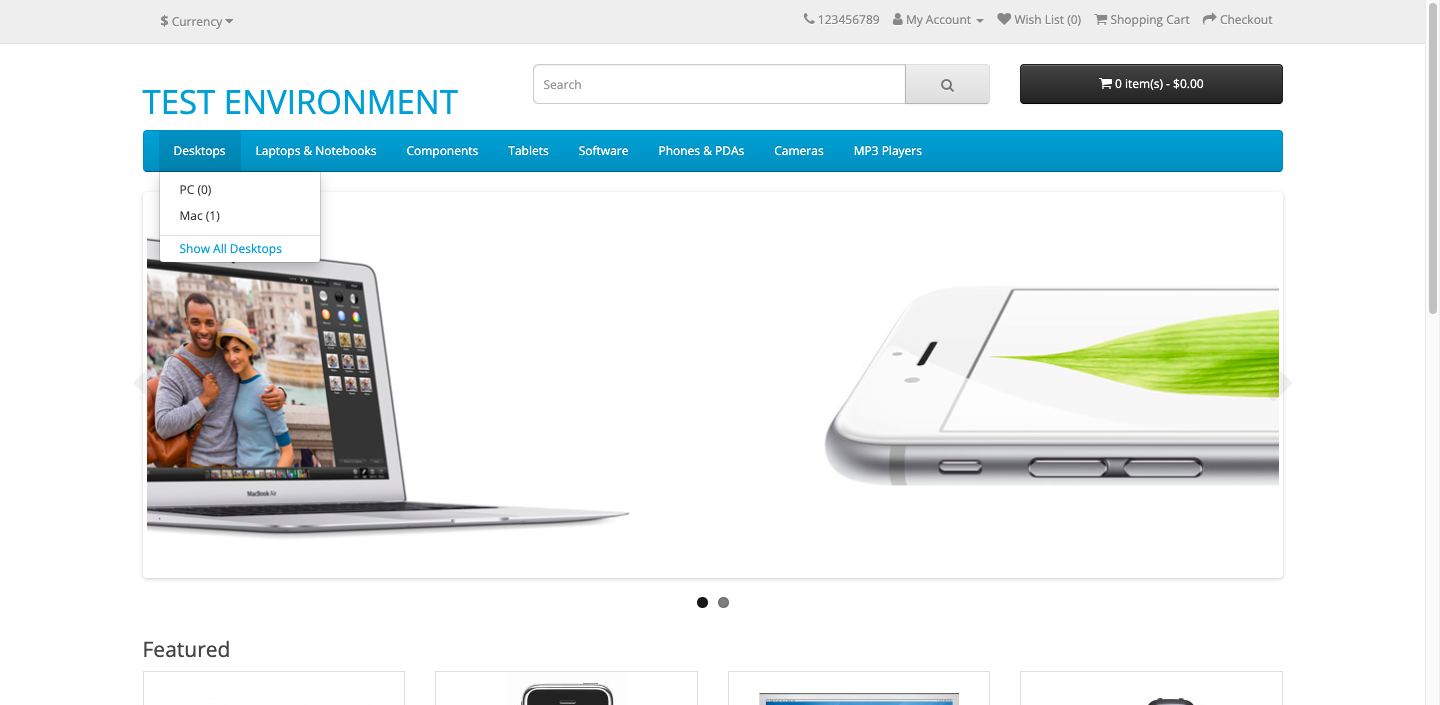 $ Currency
123456789 My Account Wish List (0) Shopping Cart Checkout
TEST ENVIRONMENT
Search
0 item(s) - $0.00
Desktops Laptops & Notebooks Components Tablets Software Phones & PDAs Cameras MP3 Players
PC (0)
Mac (1)
Show All Desktops
MacBook Air
Featured